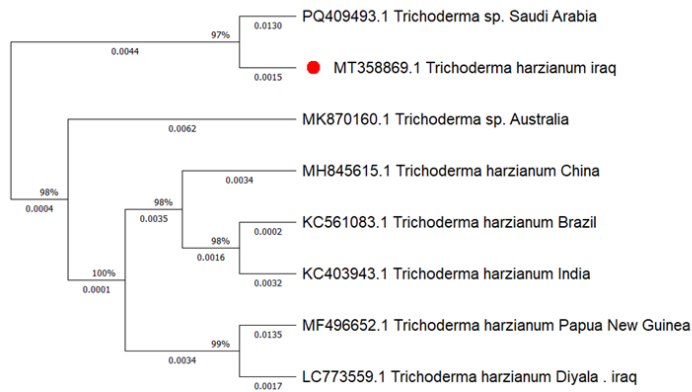 PQ409493.1 Trichoderma sp. Saudi Arabia
0.0130
97%
0.0044
MT358869.1 Trichoderma harzianum iraq
0.0015
MK870160.1 Trichoderma sp. Australia
0.0062
98%
0.0004
MH845615.1 Trichoderma harzianum China
0.0034
98%
0.0035
KC561083.1 Trichoderma harzianum Brazil
0.0002
98%
0.0016
KC403943.1 Trichoderma harzianum India
0.0032
100%
0.0001
MF496652.1 Trichoderma harzianum Papua New Guinea
0.0135
99%
0.0034
LC773559.1 Trichoderma harzianum Diyala . iraq
0.0017